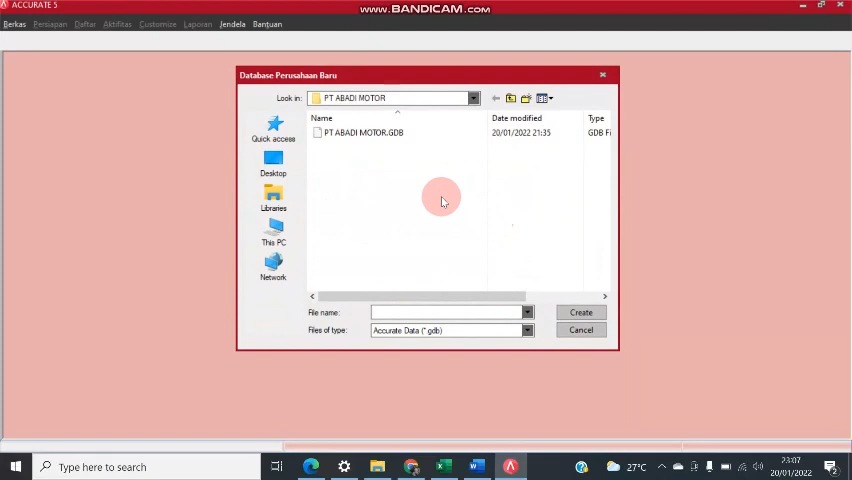 ACCURATE 5
WWW.BANDICAM.COM
Berkas Persiapan Daftar Aktifitas Customize Laporan Jendela Bantuan
Database Perusahaan Baru
Look in: PT ABADI MOTOR
Name Date modified Type
PT ABADI MOTOR.GDB 20/01/2022 21:35 GDB Fi
Quick access
Desktop
Libraries
This PC
Network
File name: Create
Files of type: Accurate Data (*.gdb) Cancel
Type here to search
27°C
23:07
20/01/2022
2